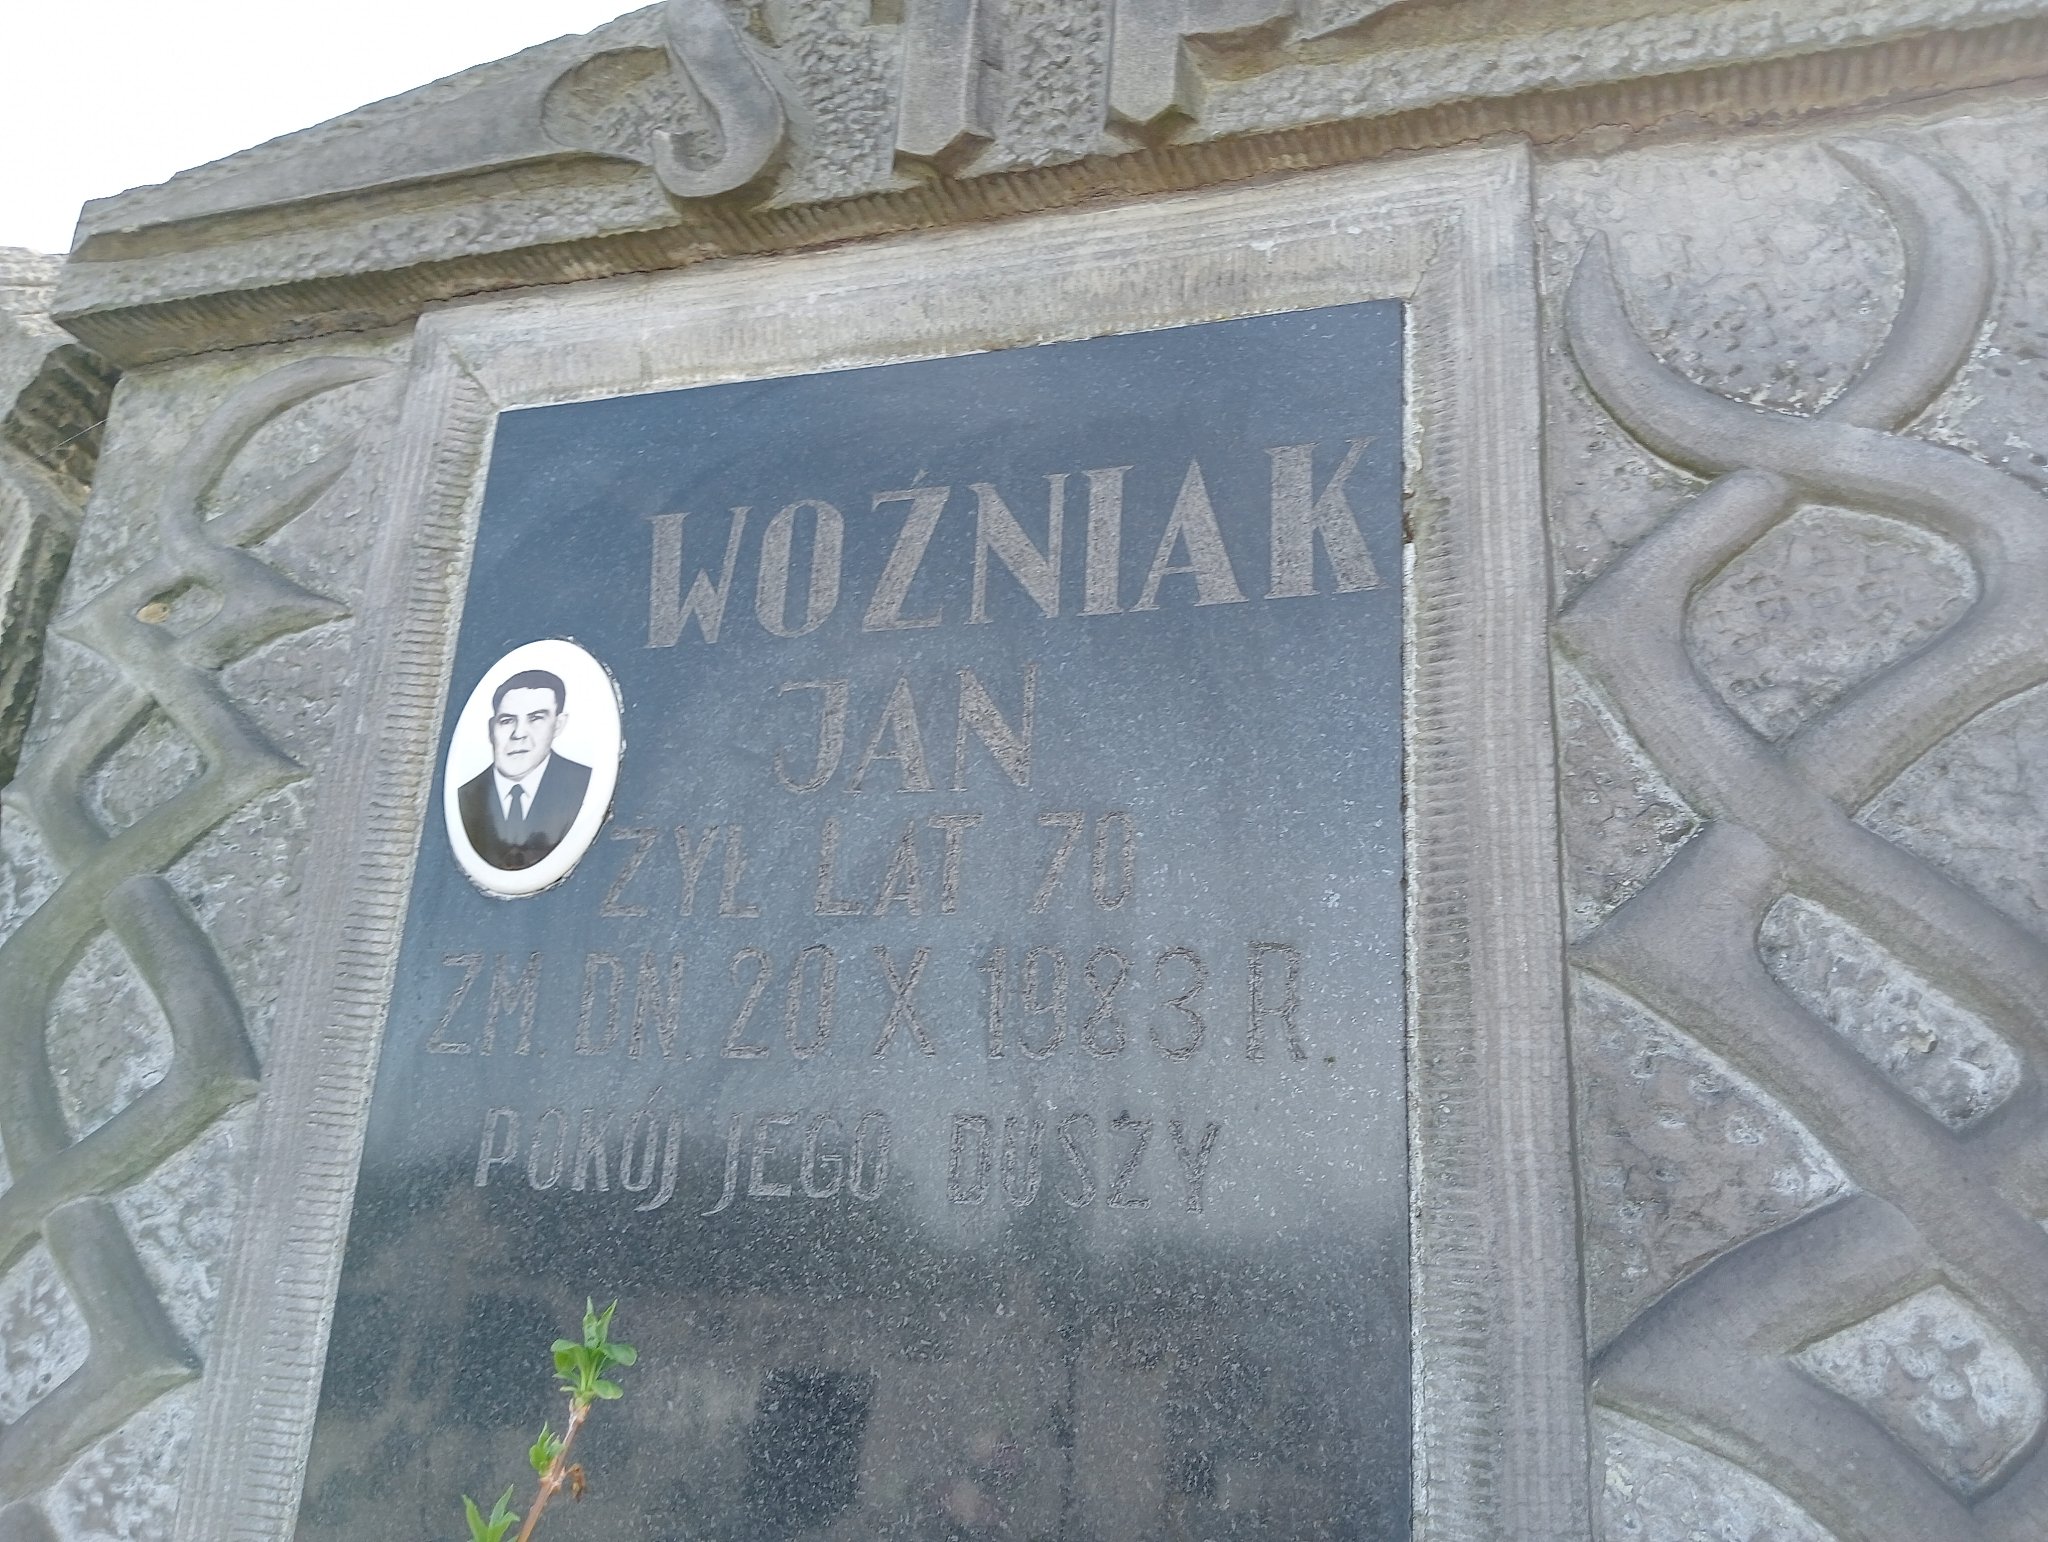 WOŹNIAK
JAN
ŻYŁ LAT 70
ZM. DN. 20 X 1983 R.
POKÓJ JEGO DUSZY